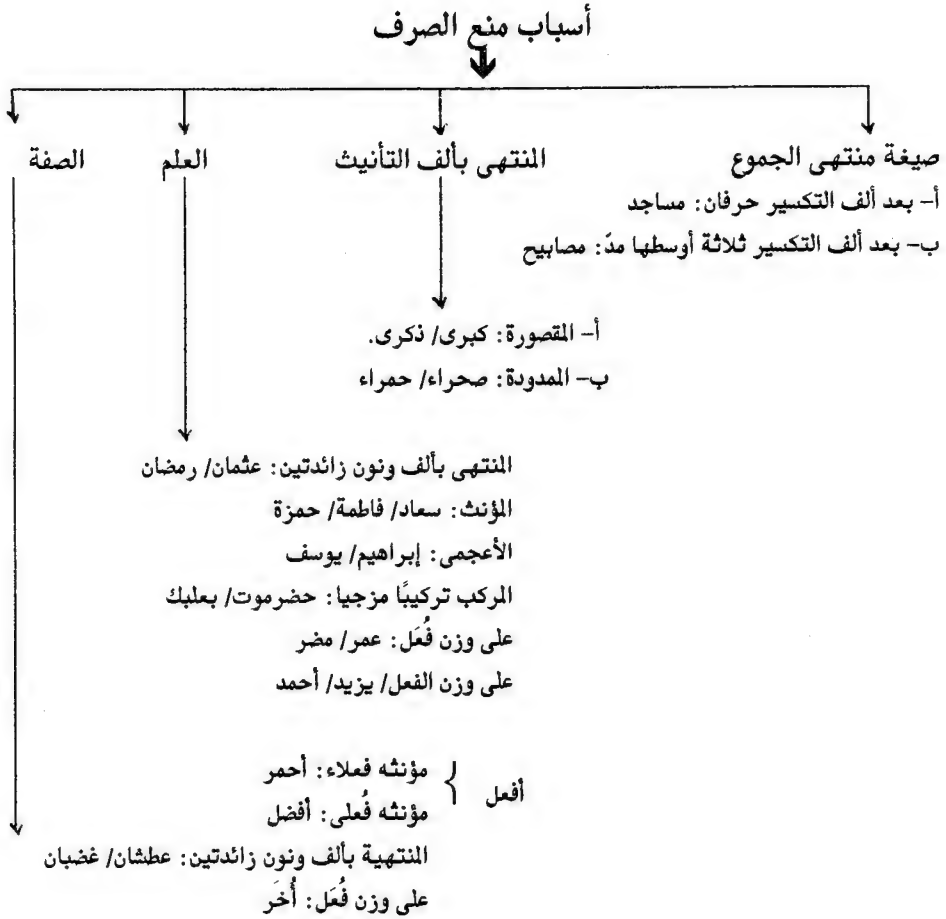 أسباب منع الصرف
صيغة منتهى الجموع المنتهى بألف التأنيث العلم الصفة
أ- بعد ألف التكسير حرفان: مساجد
ب- بعد ألف التكسير ثلاثة أوسطها مدّ: مصابيح
أ- المقصورة: كبرى/ ذكرى.
ب- الممدودة: صحراء/ حمراء
المنتهى بألف ونون زائدتين: عثمان/ رمضان
المؤنث: سعاد/ فاطمة/ حمزة
الأعجمى: إبراهيم/ يوسف
المركب تركيبًا مزجيا: حضرموت/ بعلبك
على وزن فُعَل: عمر/ مضر
على وزن الفعل/ يزيد/ أحمد
أفعل { مؤنثه فعلاء: أحمر
مؤنثه فُعلى: أفضل
المنتهية بألف ونون زائدتين: عطشان/ غضبان
على وزن فُعَل: أُخَر